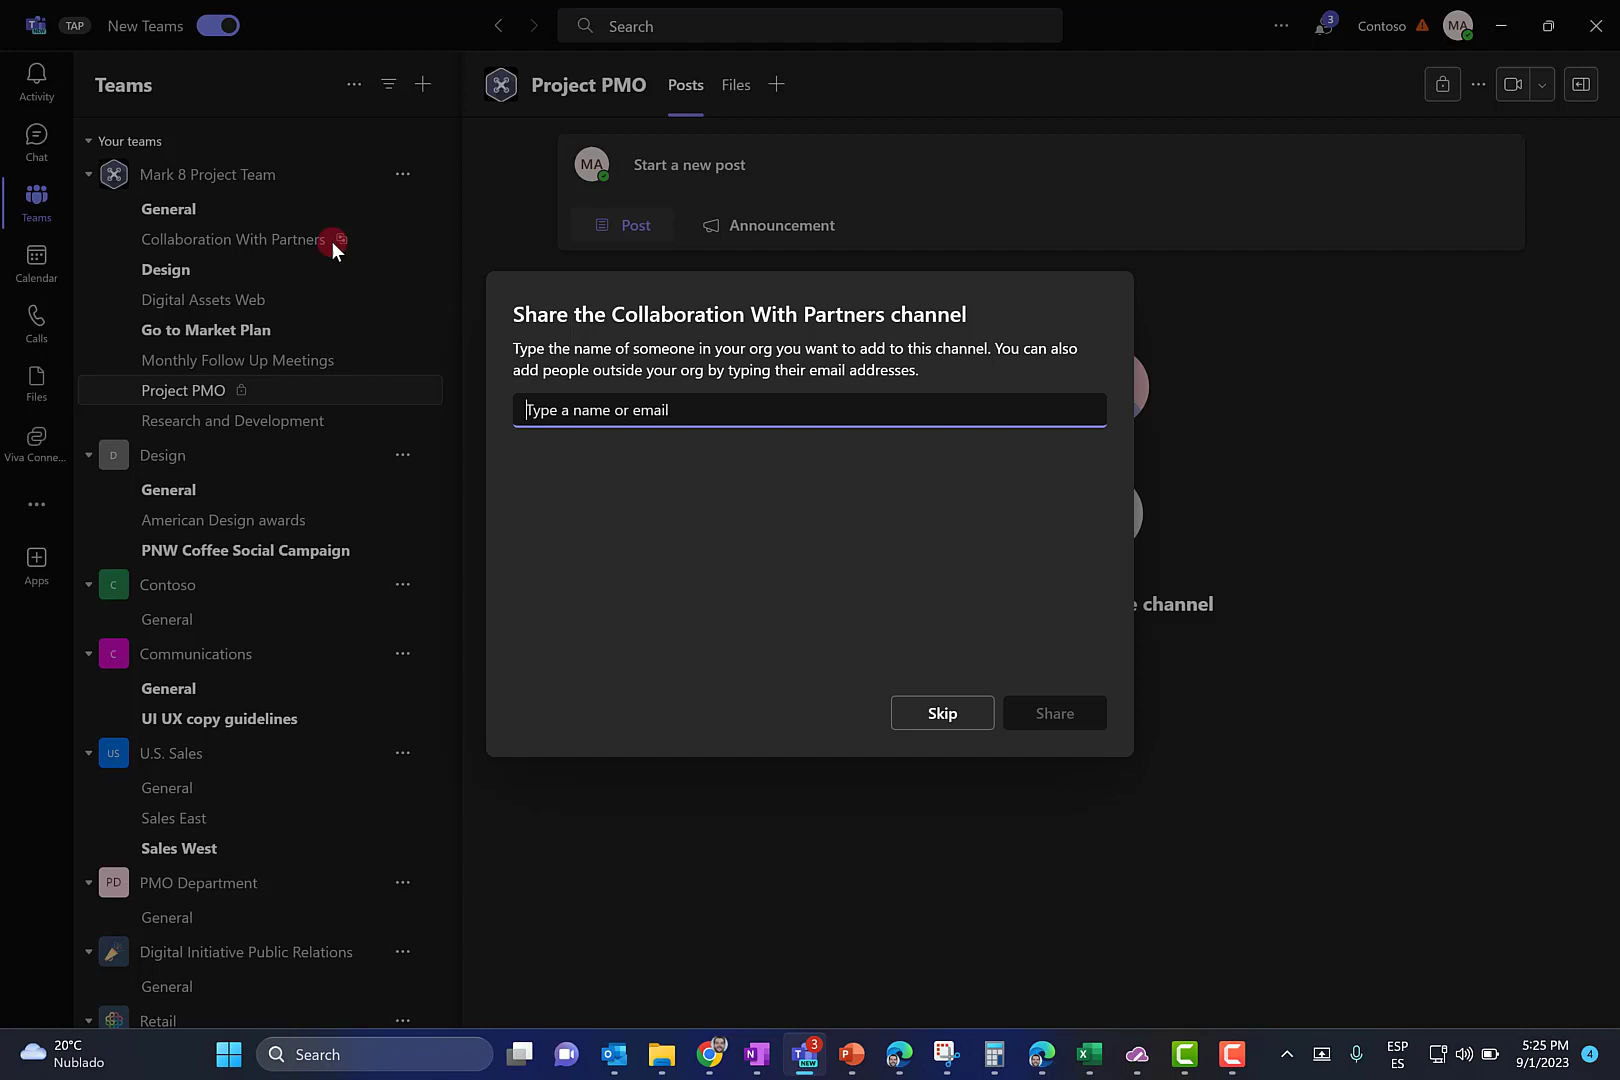 TAP New Teams
Search
3
Contoso
MA
Activity
Chat
Teams
Calendar
Calls
Files
Viva Conne...
Apps
Teams
Your teams
Mark 8 Project Team
General
Collaboration With Partners
Design
Digital Assets Web
Go to Market Plan
Monthly Follow Up Meetings
Project PMO
Research and Development
D Design
General
American Design awards
PNW Coffee Social Campaign
C Contoso
General
C Communications
General
UI UX copy guidelines
US U.S. Sales
General
Sales East
Sales West
PD PMO Department
General
Digital Initiative Public Relations
General
Retail
Project PMO Posts Files
MA Start a new post
Post Announcement
Share the Collaboration With Partners channel
Type the name of someone in your org you want to add to this channel. You can also
add people outside your org by typing their email addresses.
Type a name or email
Skip Share
channel
20°C
Nublado
Search
3
ESP
ES
5:25 PM
9/1/2023
4